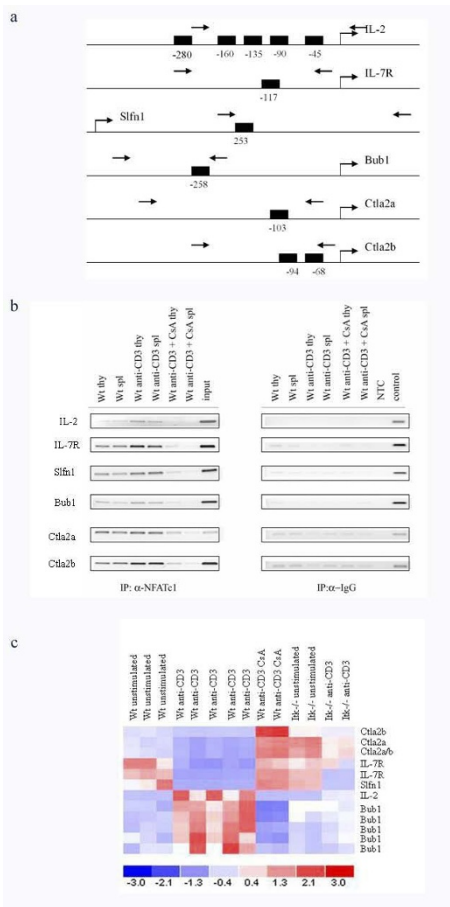 a
IL-2
-280 -160 -135 -90 -45
IL-7R
-117
Slfn1
253
Bub1
-258
Ctla2a
-103
Ctla2b
-94 -68
b
Wt thy
Wt spl
Wt anti-CD3 thy
Wt anti-CD3 spl
Wt anti-CD3 + CsA thy
Wt anti-CD3 + CsA spl
input
Wt thy
Wt spl
Wt anti-CD3 thy
Wt anti-CD3 spl
Wt anti-CD3 + CsA thy
Wt anti-CD3 + CsA spl
NTC
control
IL-2
IL-7R
Slfn1
Bub1
Ctla2a
Ctla2b
IP: α-NFATc1
IP:α-IgG
c
Wt unstimulated
Wt unstimulated
Wt unstimulated
Wt anti-CD3
Wt anti-CD3
Wt anti-CD3
Wt anti-CD3
Wt anti-CD3
Wt anti-CD3 CsA
Wt anti-CD3 CsA
Itk-/- unstimulated
Itk-/- unstimulated
Itk-/- anti-CD3
Itk-/- anti-CD3
Ctla2b
Ctla2a
Ctla2a/b
IL-7R
IL-7R
Slfn1
IL-2
Bub1
Bub1
Bub1
Bub1
Bub1
-3.0 -2.1 -1.3 -0.4 0.4 1.3 2.1 3.0